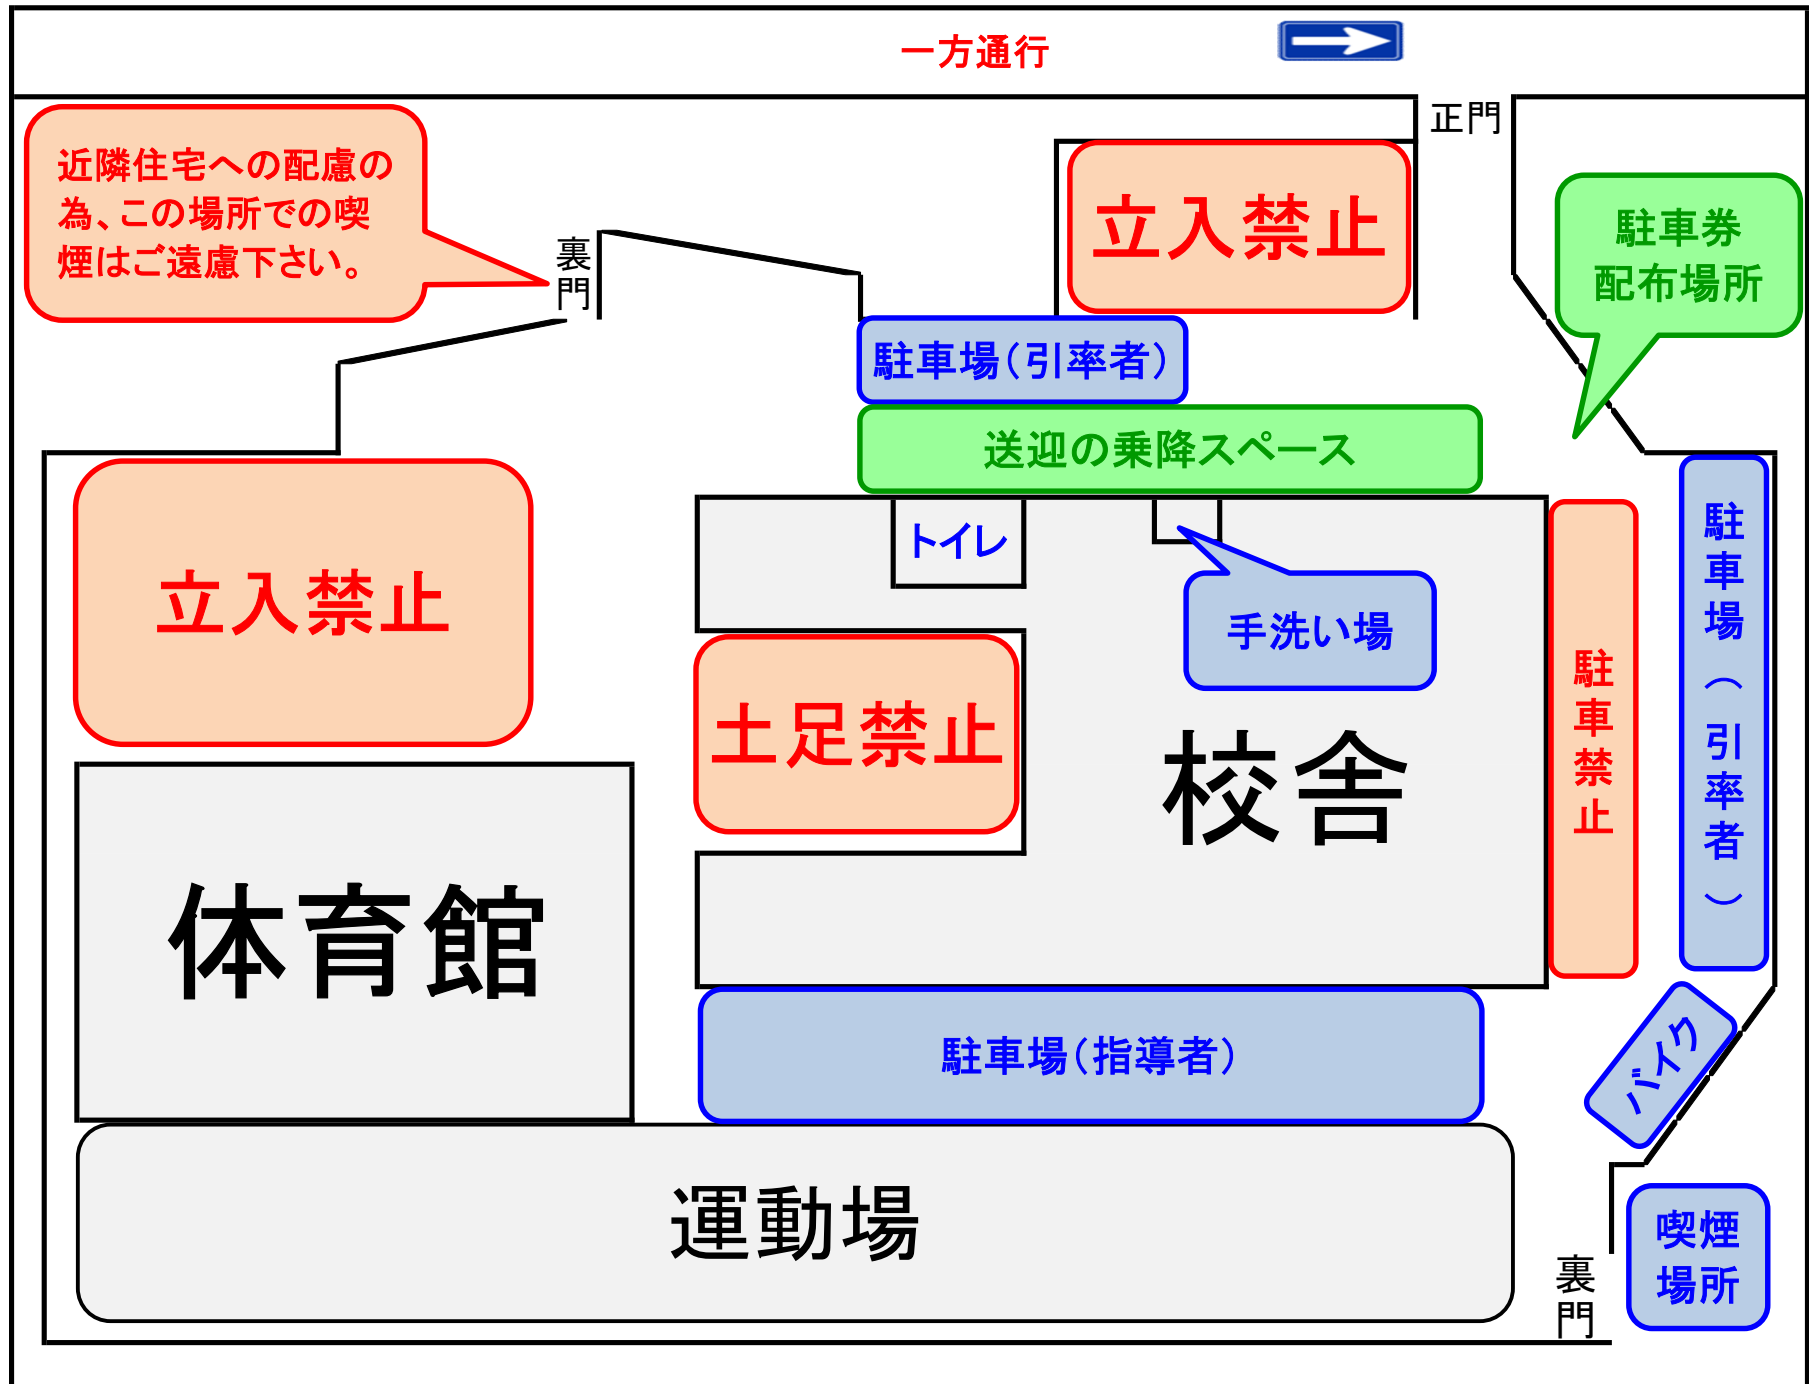 一方通行
正門
近隣住宅への配慮の
為、この場所での喫
煙はご遠慮下さい。
裏門
立入禁止
駐車券
配布場所
駐車場（引率者）
送迎の乗降スペース
立入禁止
トイレ
手洗い場
土足禁止
校舎
駐車禁止
駐車場（引率者）
体育館
駐車場（指導者）
バイク
運動場
喫煙
場所
裏門